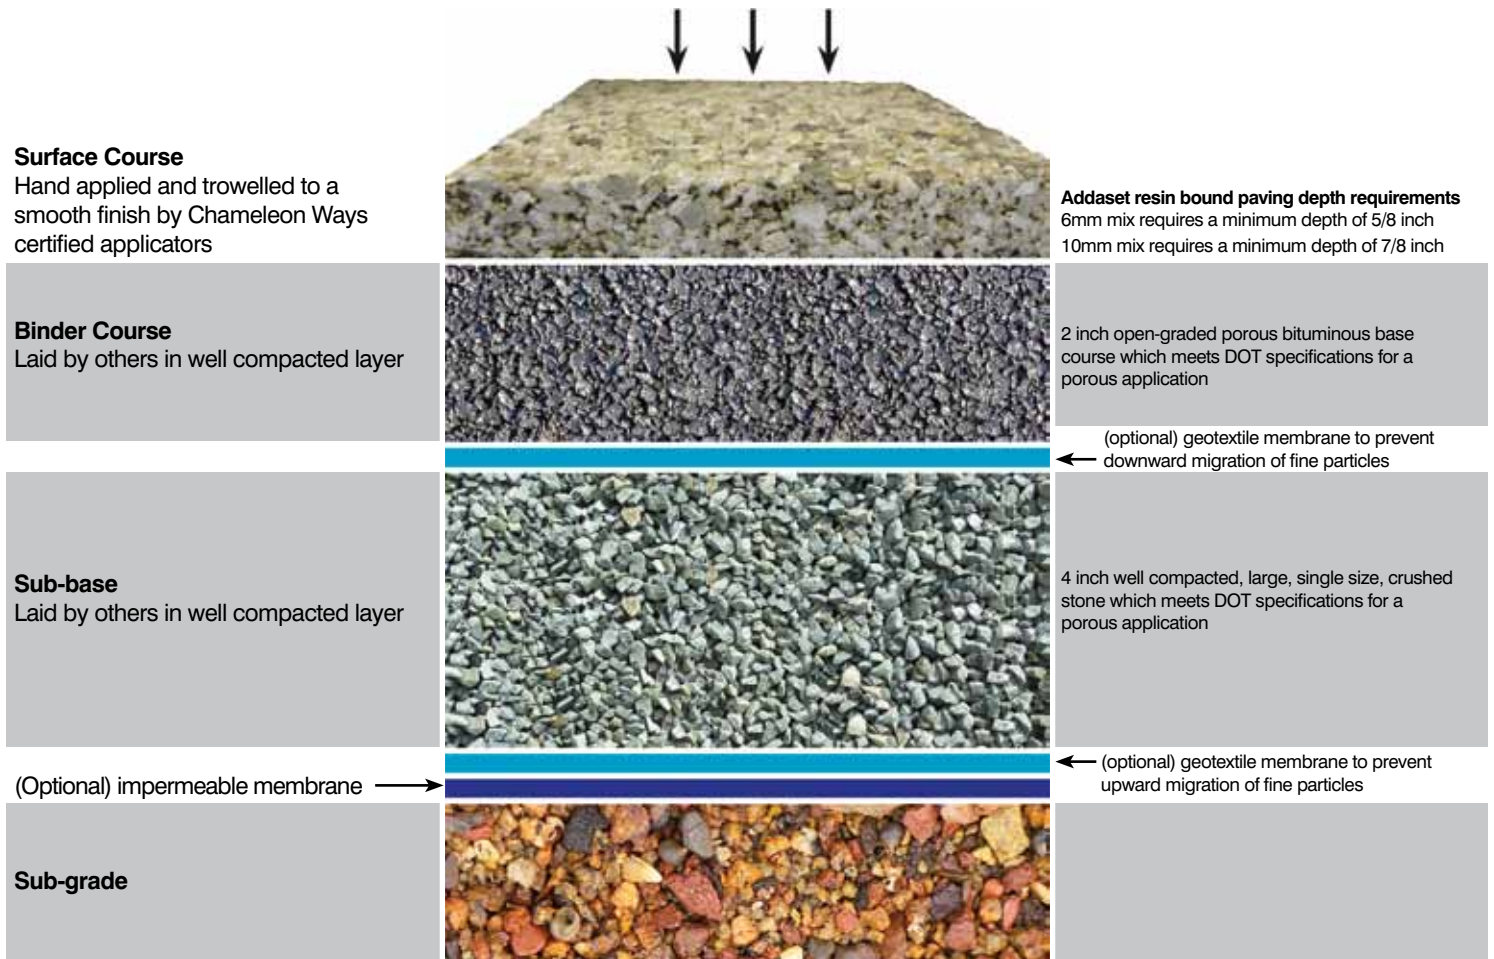 Surface Course
Hand applied and trowelled to a
smooth finish by Chameleon Ways
certified applicators
Addaset resin bound paving depth requirements
6mm mix requires a minimum depth of 5/8 inch
10mm mix requires a minimum depth of 7/8 inch
Binder Course
Laid by others in well compacted layer
2 inch open-graded porous bituminous base
course which meets DOT specifications for a
porous application
(optional) geotextile membrane to prevent
downward migration of fine particles
Sub-base
Laid by others in well compacted layer
4 inch well compacted, large, single size, crushed
stone which meets DOT specifications for a
porous application
(optional) geotextile membrane to prevent
upward migration of fine particles
(Optional) impermeable membrane
Sub-grade